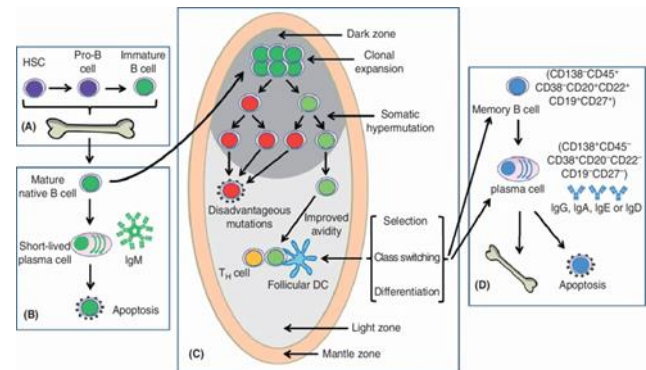 HSC
Pro-B
cell
Immature
B cell
(A)
Mature
native B cell
Short-lived
plasma cell
IgM
Apoptosis
(B)
Dark zone
Clonal
expansion
Somatic
hypermutation
Disadvantageous
mutations
Improved
avidity
TH cell
Follicular DC
Selection
Class switching
Differentiation
Light zone
Mantle zone
(C)
(CD138⁻CD45⁺
CD38⁻CD20⁺CD22⁺
CD19⁺CD27⁺)
Memory B cell
(CD138⁺CD45⁻
CD38⁺CD20⁻CD22⁻
CD19⁻CD27⁻)
plasma cell
IgG, IgA, IgE or IgD
(D)
Apoptosis